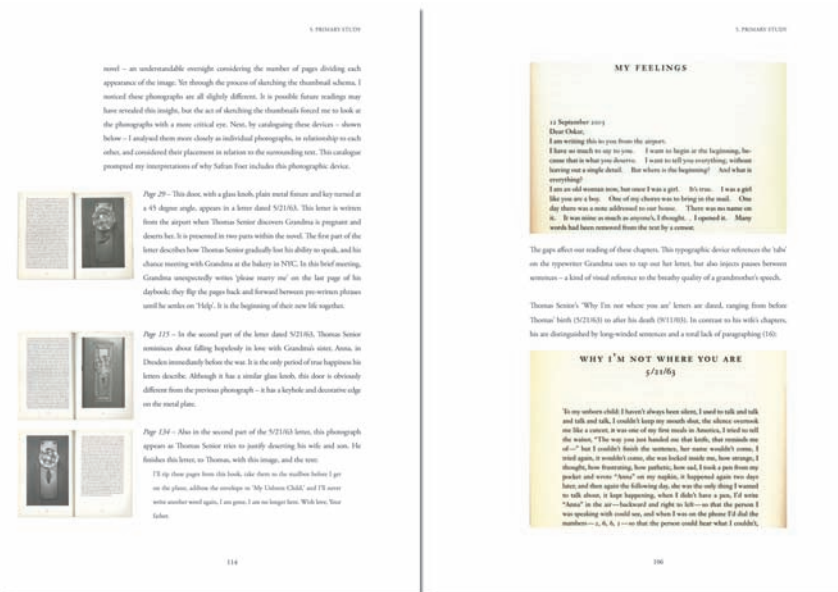 5. PRIMARY STUDY
novel – an understandable oversight considering the number of pages dividing each
appearance of the image. Yet through the process of sketching the thumbnail schema, I
noticed these photographs are all slightly different. It is possible future readings may
have revealed this insight, but the act of sketching the thumbnails forced me to look at
the photographs with a more critical eye. Next, by cataloguing these devices – shown
below – I analysed them more closely as individual photographs, in relationship to each
other, and considered their placement in relation to the surrounding text. This catalogue
prompted my interpretations of why Safran Foer includes this photographic device.
Page 29 – This door, with a glass knob, plain metal fixture and key turned at
a 45 degree angle, appears in a letter dated 5/21/63. This letter is written
from the airport when Thomas Senior discovers Grandma is pregnant and
deserts her. It is presented in two parts within the novel. The first part of the
letter describes how Thomas Senior gradually lost his ability to speak, and his
chance meeting with Grandma at the bakery in NYC. In this brief meeting,
Grandma unexpectedly writes 'please marry me' on the last page of his
daybook; they flip the pages back and forward between pre-written phrases
until he settles on 'Help'. It is the beginning of their new life together.
Page 115 – In the second part of the letter dated 5/21/63, Thomas Senior
reminisces about falling hopelessly in love with Grandma's sister, Anna, in
Dresden immediately before the war. It is the only period of true happiness his
letters describe. Although it has a similar glass knob, this door is obviously
different from the previous photograph – it has a keyhole and decorative edge
on the metal plate.
Page 134 – Also in the second part of the 5/21/63 letter, this photograph
appears as Thomas Senior tries to justify deserting his wife and son. He
finishes this letter to Thomas, with this image, and the text:
I'll rip these pages from this book, take them to the mailbox before I get
on the plane, address the envelope to 'My Unborn Child,' and I'll never
write another word again, I am gone, I am no longer here. With love, Your
father.
114
5. PRIMARY STUDY
MY FEELINGS
12 September 2003
Dear Oskar,
I am writing this to you from the airport.
I have so much to say to you. I want to begin at the beginning, be-
cause that is what you deserve. I want to tell you everything, without
leaving out a single detail. But where is the beginning? And what is
everything?
I am an old woman now, but once I was a girl. It's true. I was a girl
like you are a boy. One of my chores was to bring in the mail. One
day there was a note addressed to our house. There was no name on
it. It was mine as much as anyone's, I thought. I opened it. Many
words had been removed from the text by a censor.
The gaps affect our reading of these chapters. This typographic device references the 'tabs'
on the typewriter Grandma uses to tap out her letter, but also injects pauses between
sentences – a kind of visual reference to the breathy quality of a grandmother's speech.
Thomas Senior's 'Why I'm not where you are' letters are dated, ranging from before
Thomas' birth (5/21/63) to after his death (9/11/03). In contrast to his wife's chapters,
his are distinguished by long-winded sentences and a total lack of paragraphing (16):
WHY I'M NOT WHERE YOU ARE
5/21/63
To my unborn child: I haven't always been silent, I used to talk and talk
and talk and talk, I couldn't keep my mouth shut, the silence overtook
me like a cancer, it was one of my first meals in America, I tried to tell
the waiter, "The way you just handed me that knife, that reminds me
of—" but I couldn't finish the sentence, her name wouldn't come, I
tried again, it wouldn't come, she was locked inside me, how strange, I
thought, how frustrating, how pathetic, how sad, I took a pen from my
pocket and wrote "Anna" on my napkin, it happened again two days
later, and then again the following day, she was the only thing I wanted
to talk about, it kept happening, when I didn't have a pen, I'd write
"Anna" in the air—backward and right to left—so that the person I
was speaking with could see, and when I was on the phone I'd dial the
numbers—2, 6, 6, 2—so that the person could hear what I couldn't,
106